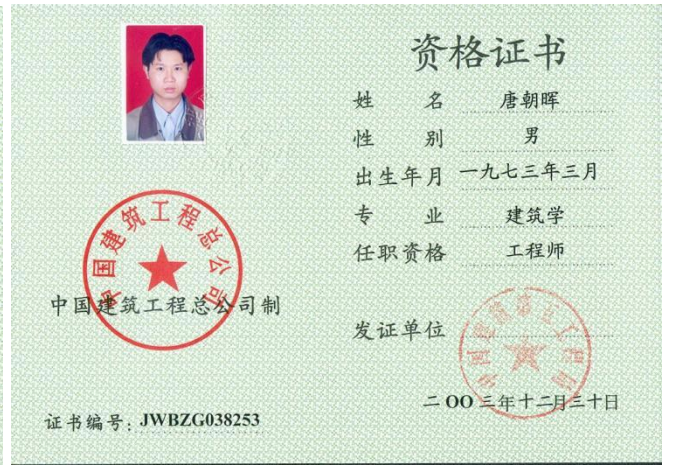 中国建筑工程总公司
中国建筑工程总公司制
证书编号：JWBZG038253
资格证书
姓名 唐朝晖
性别 男
出生年月 一九七三年三月
专业 建筑学
任职资格 工程师
发证单位
二OO三年十二月三十日